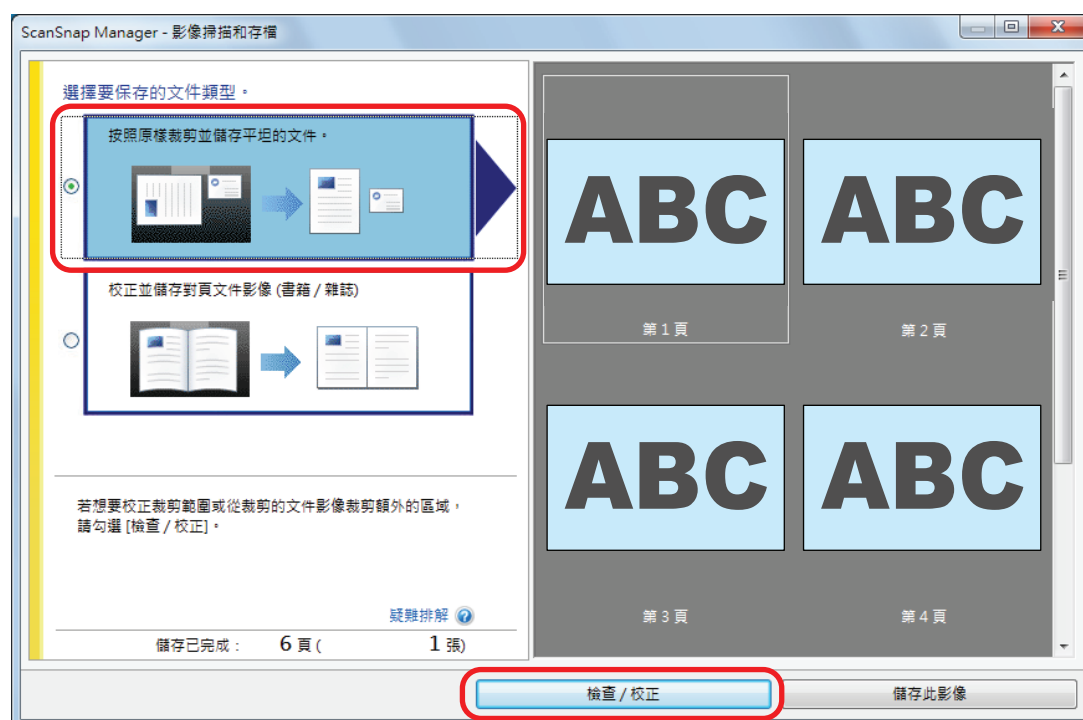 ScanSnap Manager - 影像掃描和存檔
選擇要保存的文件類型。
按照原樣裁剪並儲存平坦的文件。
校正並儲存對頁文件影像 (書籍 / 雜誌)
若想要校正裁剪範圍或從裁剪的文件影像裁剪額外的區域，
請勾選 [檢查 / 校正]。
疑難排解
儲存已完成： 6 頁 ( 1 張)
ABC ABC
第 1 頁 第 2 頁
ABC ABC
第 3 頁 第 4 頁
檢查 / 校正 儲存此影像